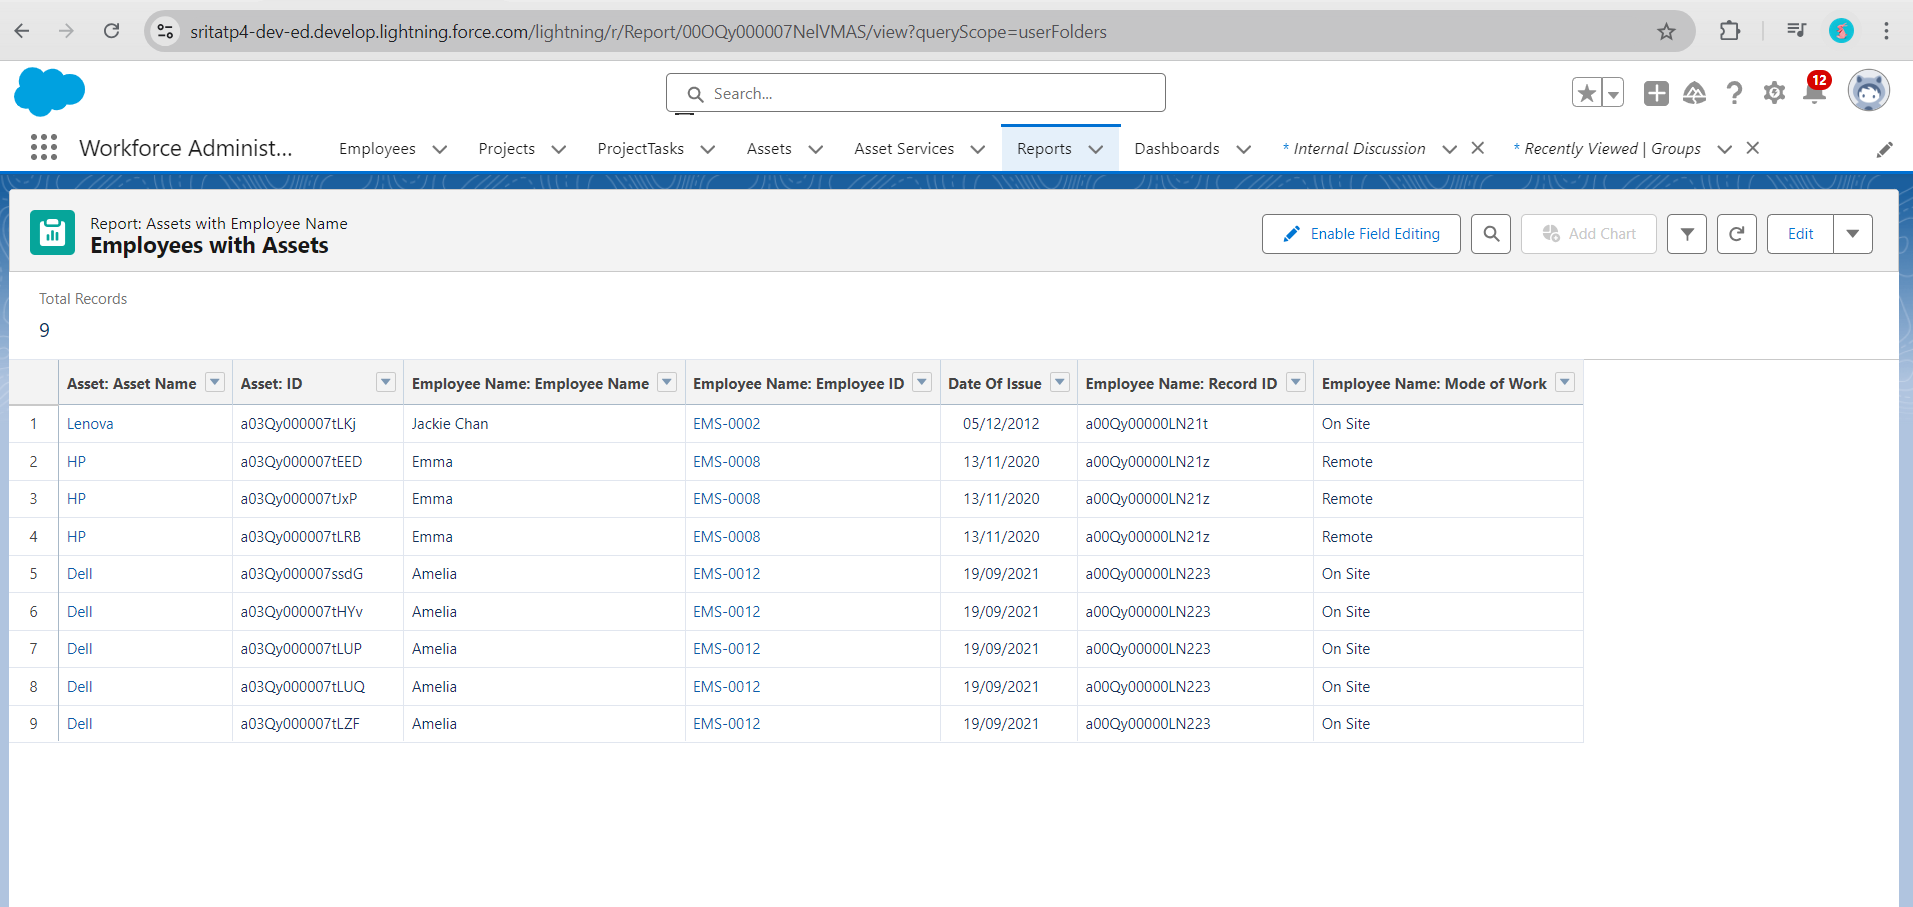 sritatp4-dev-ed.develop.lightning.force.com/lightning/r/Report/00OQy000007NelVMAS/view?queryScope=userFolders
Search...
12
Workforce Administ... Employees Projects ProjectTasks Assets Asset Services Reports Dashboards * Internal Discussion * Recently Viewed | Groups
Report: Assets with Employee Name
Employees with Assets
Enable Field Editing Add Chart Edit
Total Records
9
Asset: Asset Name Asset: ID Employee Name: Employee Name Employee Name: Employee ID Date Of Issue Employee Name: Record ID Employee Name: Mode of Work
1 Lenova a03Qy000007tLKj Jackie Chan EMS-0002 05/12/2012 a00Qy00000LN21t On Site
2 HP a03Qy000007tEED Emma EMS-0008 13/11/2020 a00Qy00000LN21z Remote
3 HP a03Qy000007tJxP Emma EMS-0008 13/11/2020 a00Qy00000LN21z Remote
4 HP a03Qy000007tLRB Emma EMS-0008 13/11/2020 a00Qy00000LN21z Remote
5 Dell a03Qy000007ssdG Amelia EMS-0012 19/09/2021 a00Qy00000LN223 On Site
6 Dell a03Qy000007tHYv Amelia EMS-0012 19/09/2021 a00Qy00000LN223 On Site
7 Dell a03Qy000007tLUP Amelia EMS-0012 19/09/2021 a00Qy00000LN223 On Site
8 Dell a03Qy000007tLUQ Amelia EMS-0012 19/09/2021 a00Qy00000LN223 On Site
9 Dell a03Qy000007tLZF Amelia EMS-0012 19/09/2021 a00Qy00000LN223 On Site